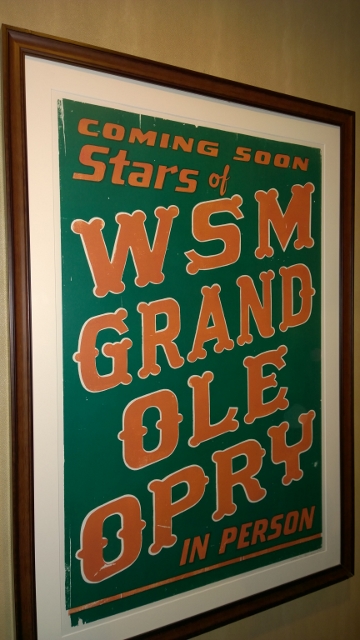 COMING SOON
Stars of
WSM
GRAND
OLE
OPRY
IN PERSON